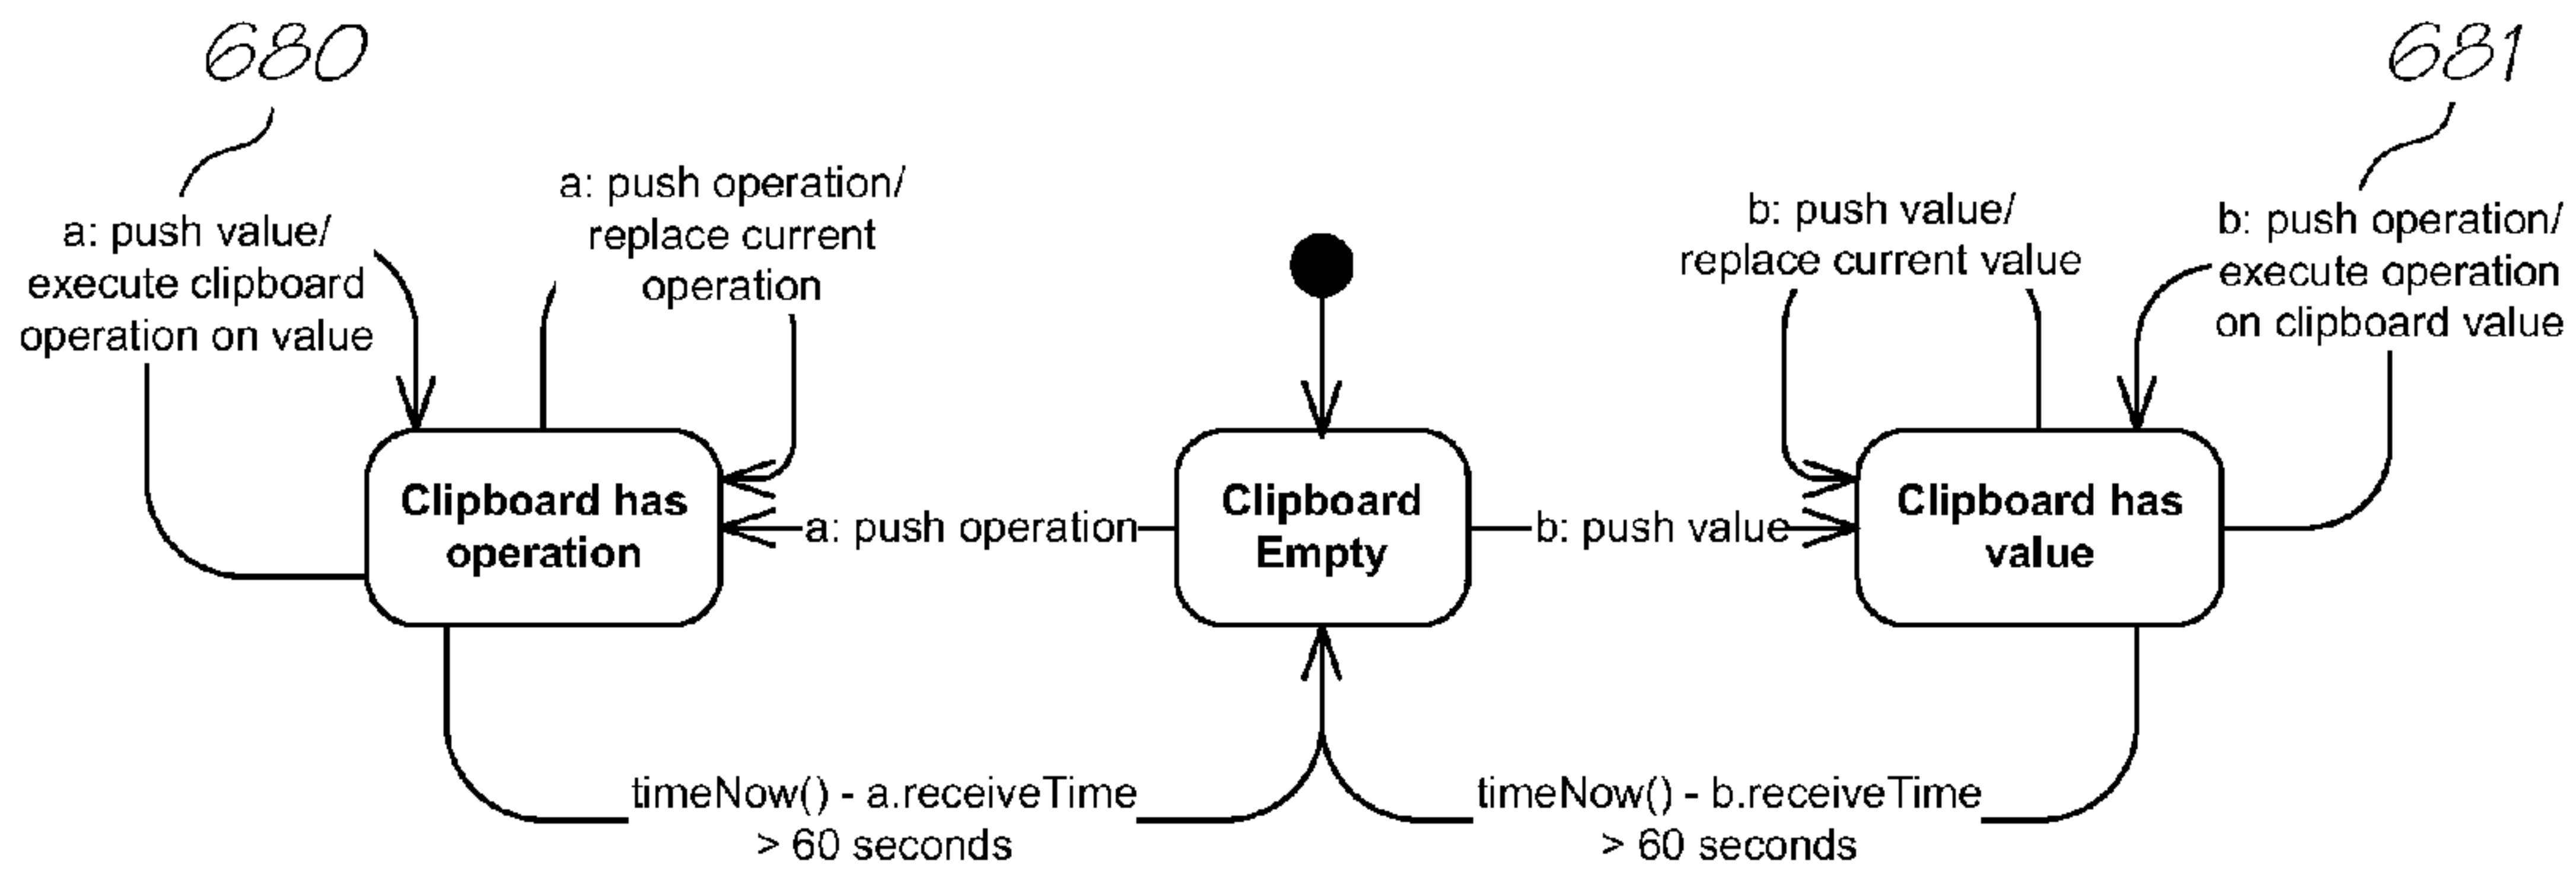 680
681
a: push value/
execute clipboard
operation on value
a: push operation/
replace current
operation
b: push value/
replace current value
b: push operation/
execute operation
on clipboard value
Clipboard has
operation
a: push operation
Clipboard
Empty
b: push value
Clipboard has
value
timeNow() - a.receiveTime
> 60 seconds
timeNow() - b.receiveTime
> 60 seconds